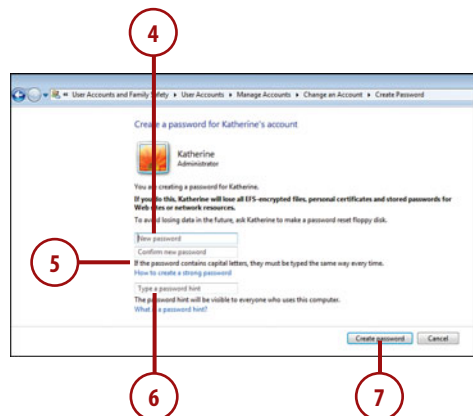 4
User Accounts and Family Safety ▸ User Accounts ▸ Manage Accounts ▸ Change an Account ▸ Create Password
Create a password for Katherine's account
Katherine
Administrator
You are creating a password for Katherine.
If you do this, Katherine will lose all EFS-encrypted files, personal certificates and stored passwords for
Web sites or network resources.
To avoid losing data in the future, ask Katherine to make a password reset floppy disk.
New password
Confirm new password
5
If the password contains capital letters, they must be typed the same way every time.
How to create a strong password
Type a password hint
The password hint will be visible to everyone who uses this computer.
What is a password hint?
Create password
Cancel
6
7